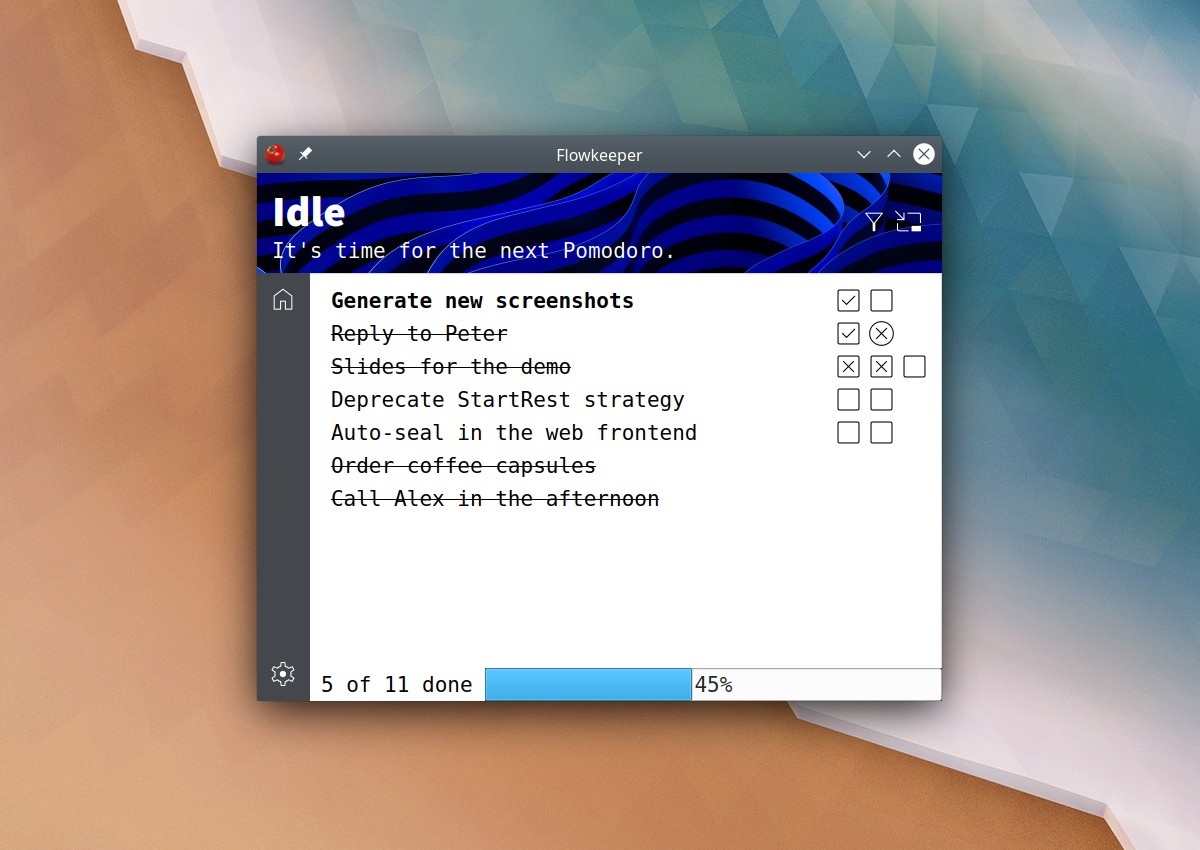 Flowkeeper
Idle
It's time for the next Pomodoro.
Generate new screenshots
Reply to Peter
Slides for the demo
Deprecate StartRest strategy
Auto-seal in the web frontend
Order coffee capsules
Call Alex in the afternoon
5 of 11 done 45%